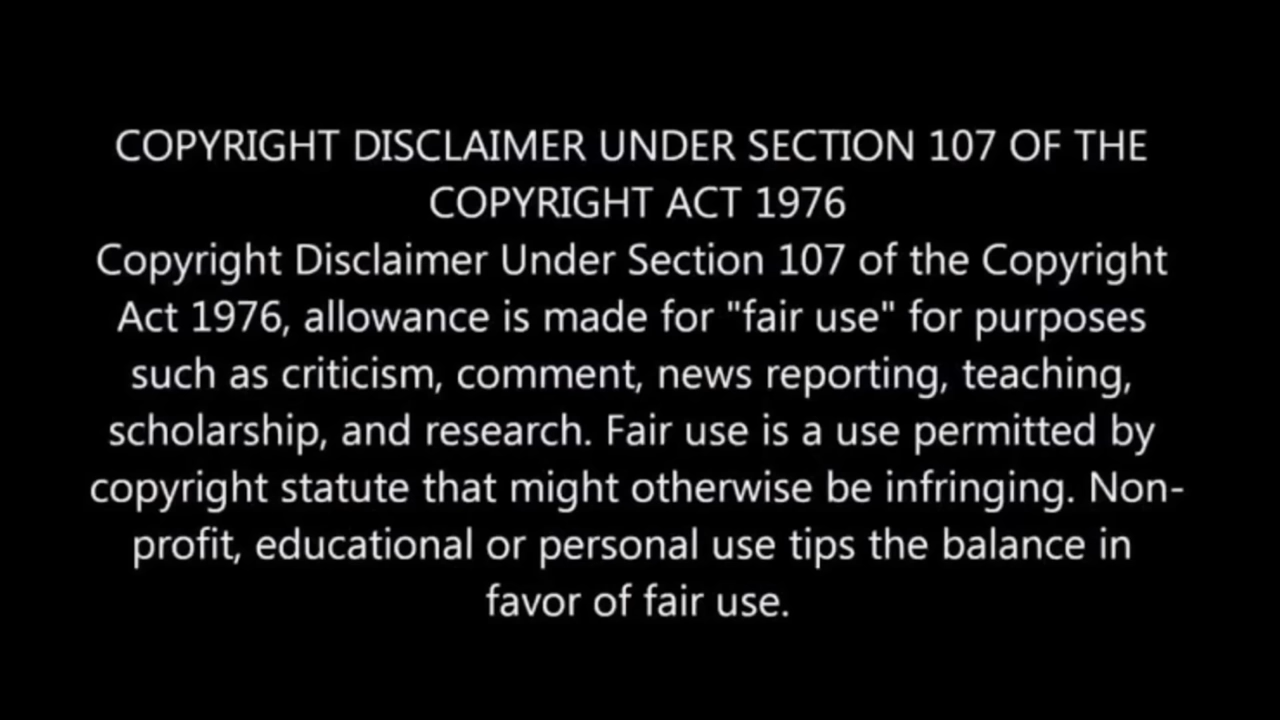 COPYRIGHT DISCLAIMER UNDER SECTION 107 OF THE
COPYRIGHT ACT 1976
Copyright Disclaimer Under Section 107 of the Copyright
Act 1976, allowance is made for "fair use" for purposes
such as criticism, comment, news reporting, teaching,
scholarship, and research. Fair use is a use permitted by
copyright statute that might otherwise be infringing. Non-
profit, educational or personal use tips the balance in
favor of fair use.